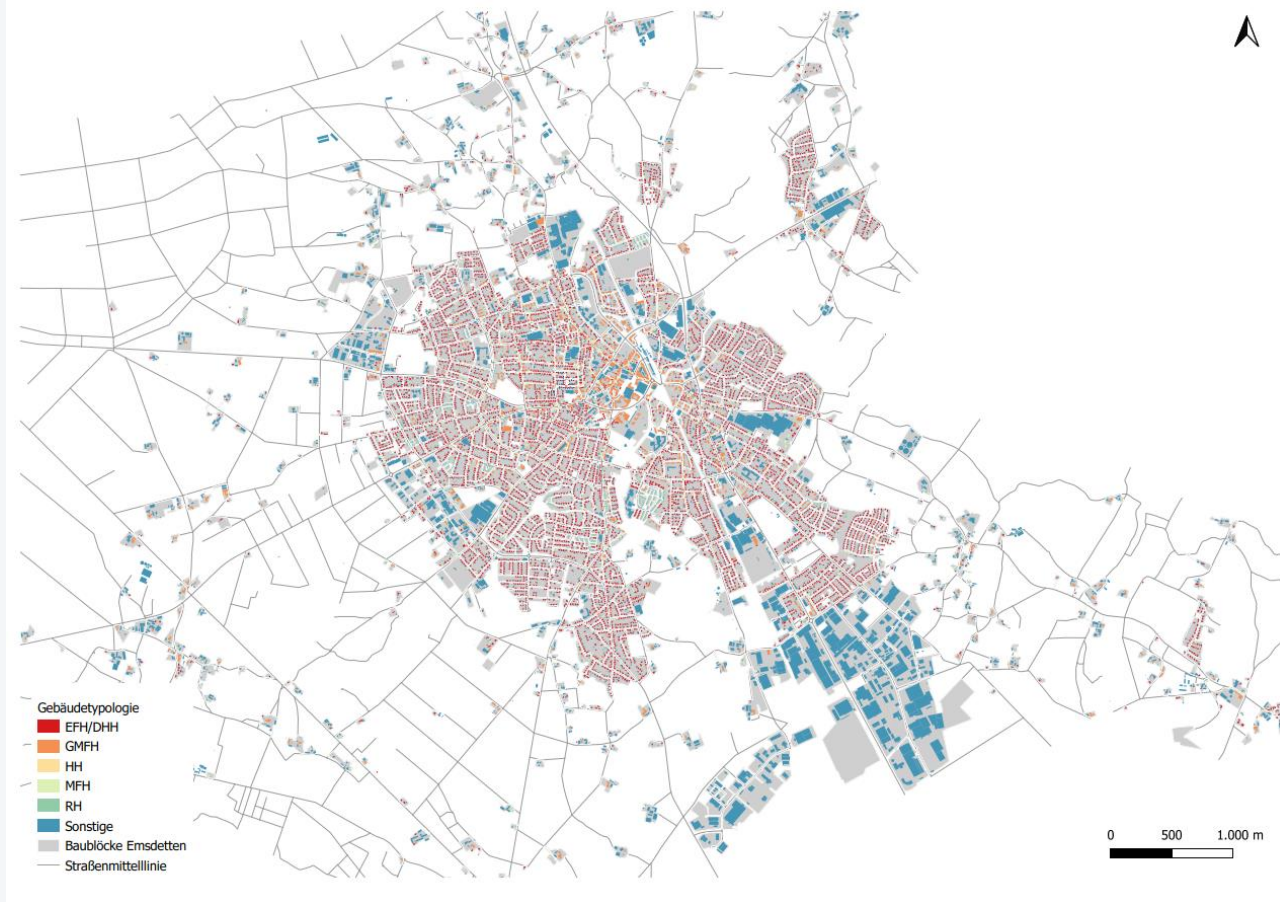 Gebäudetypologie
EFH/DHH
GMFH
HH
MFH
RH
Sonstige
Baublöcke Emsdetten
Straßenmittelllinie
0 500 1.000 m